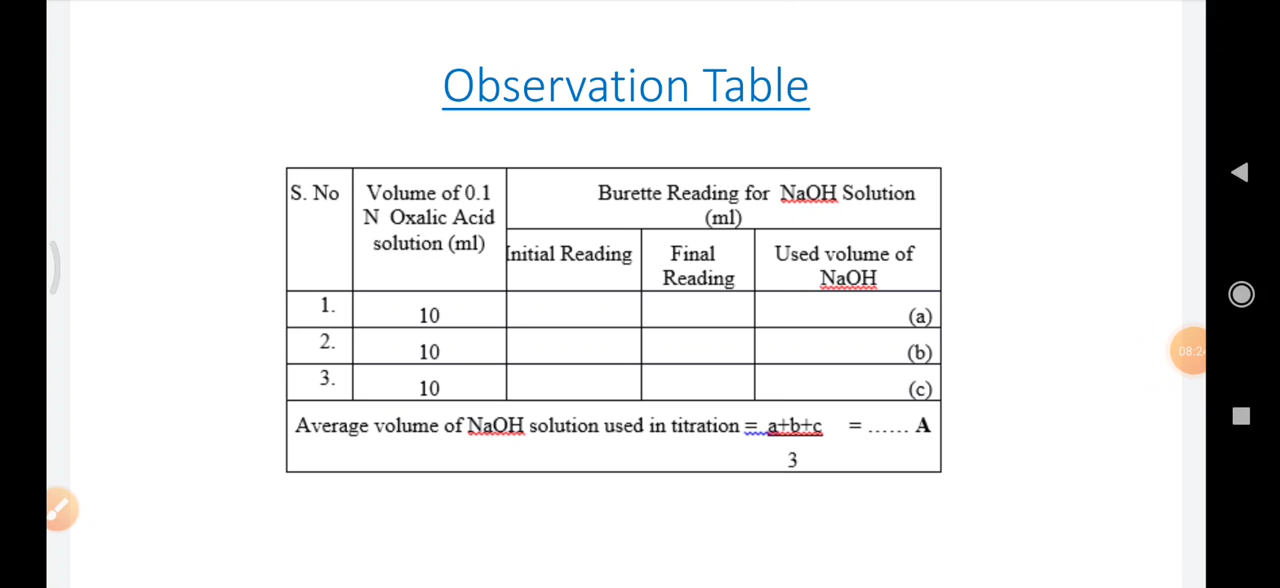 Observation Table
S. No
Volume of 0.1
N Oxalic Acid
solution (ml)
Burette Reading for NaOH Solution
(ml)
Initial Reading
Final
Reading
Used volume of
NaOH
1.
10
(a)
2.
10
(b)
3.
10
(c)
Average volume of NaOH solution used in titration = a+b+c = ...... A
3